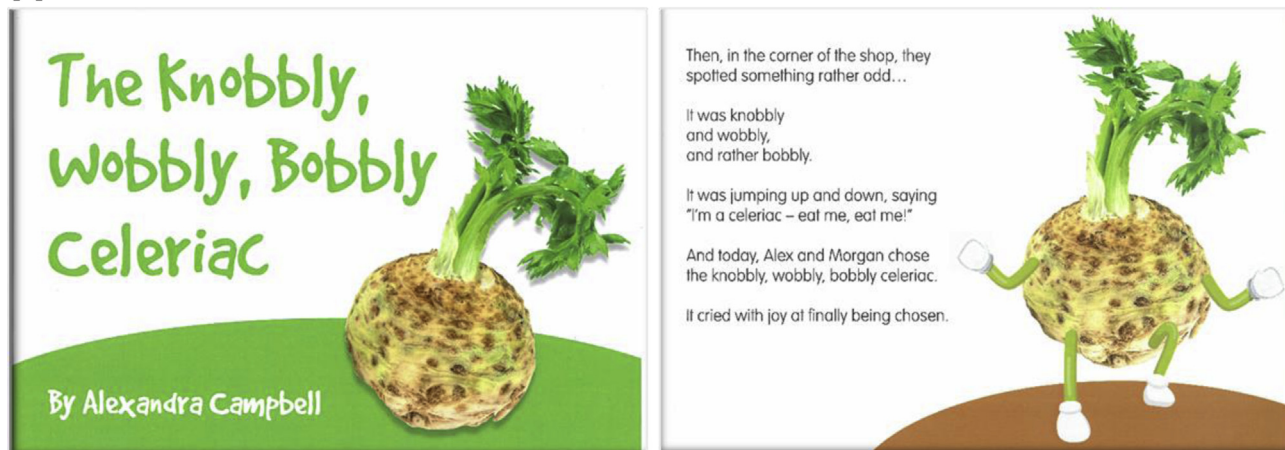 The Knobbly,
Wobbly, Bobbly
Celeriac
By Alexandra Campbell
Then, in the corner of the shop, they
spotted something rather odd...
It was knobbly
and wobbly,
and rather bobbly.
It was jumping up and down, saying
"I'm a celeriac – eat me, eat me!"
And today, Alex and Morgan chose
the knobbly, wobbly, bobbly celeriac.
It cried with joy at finally being chosen.